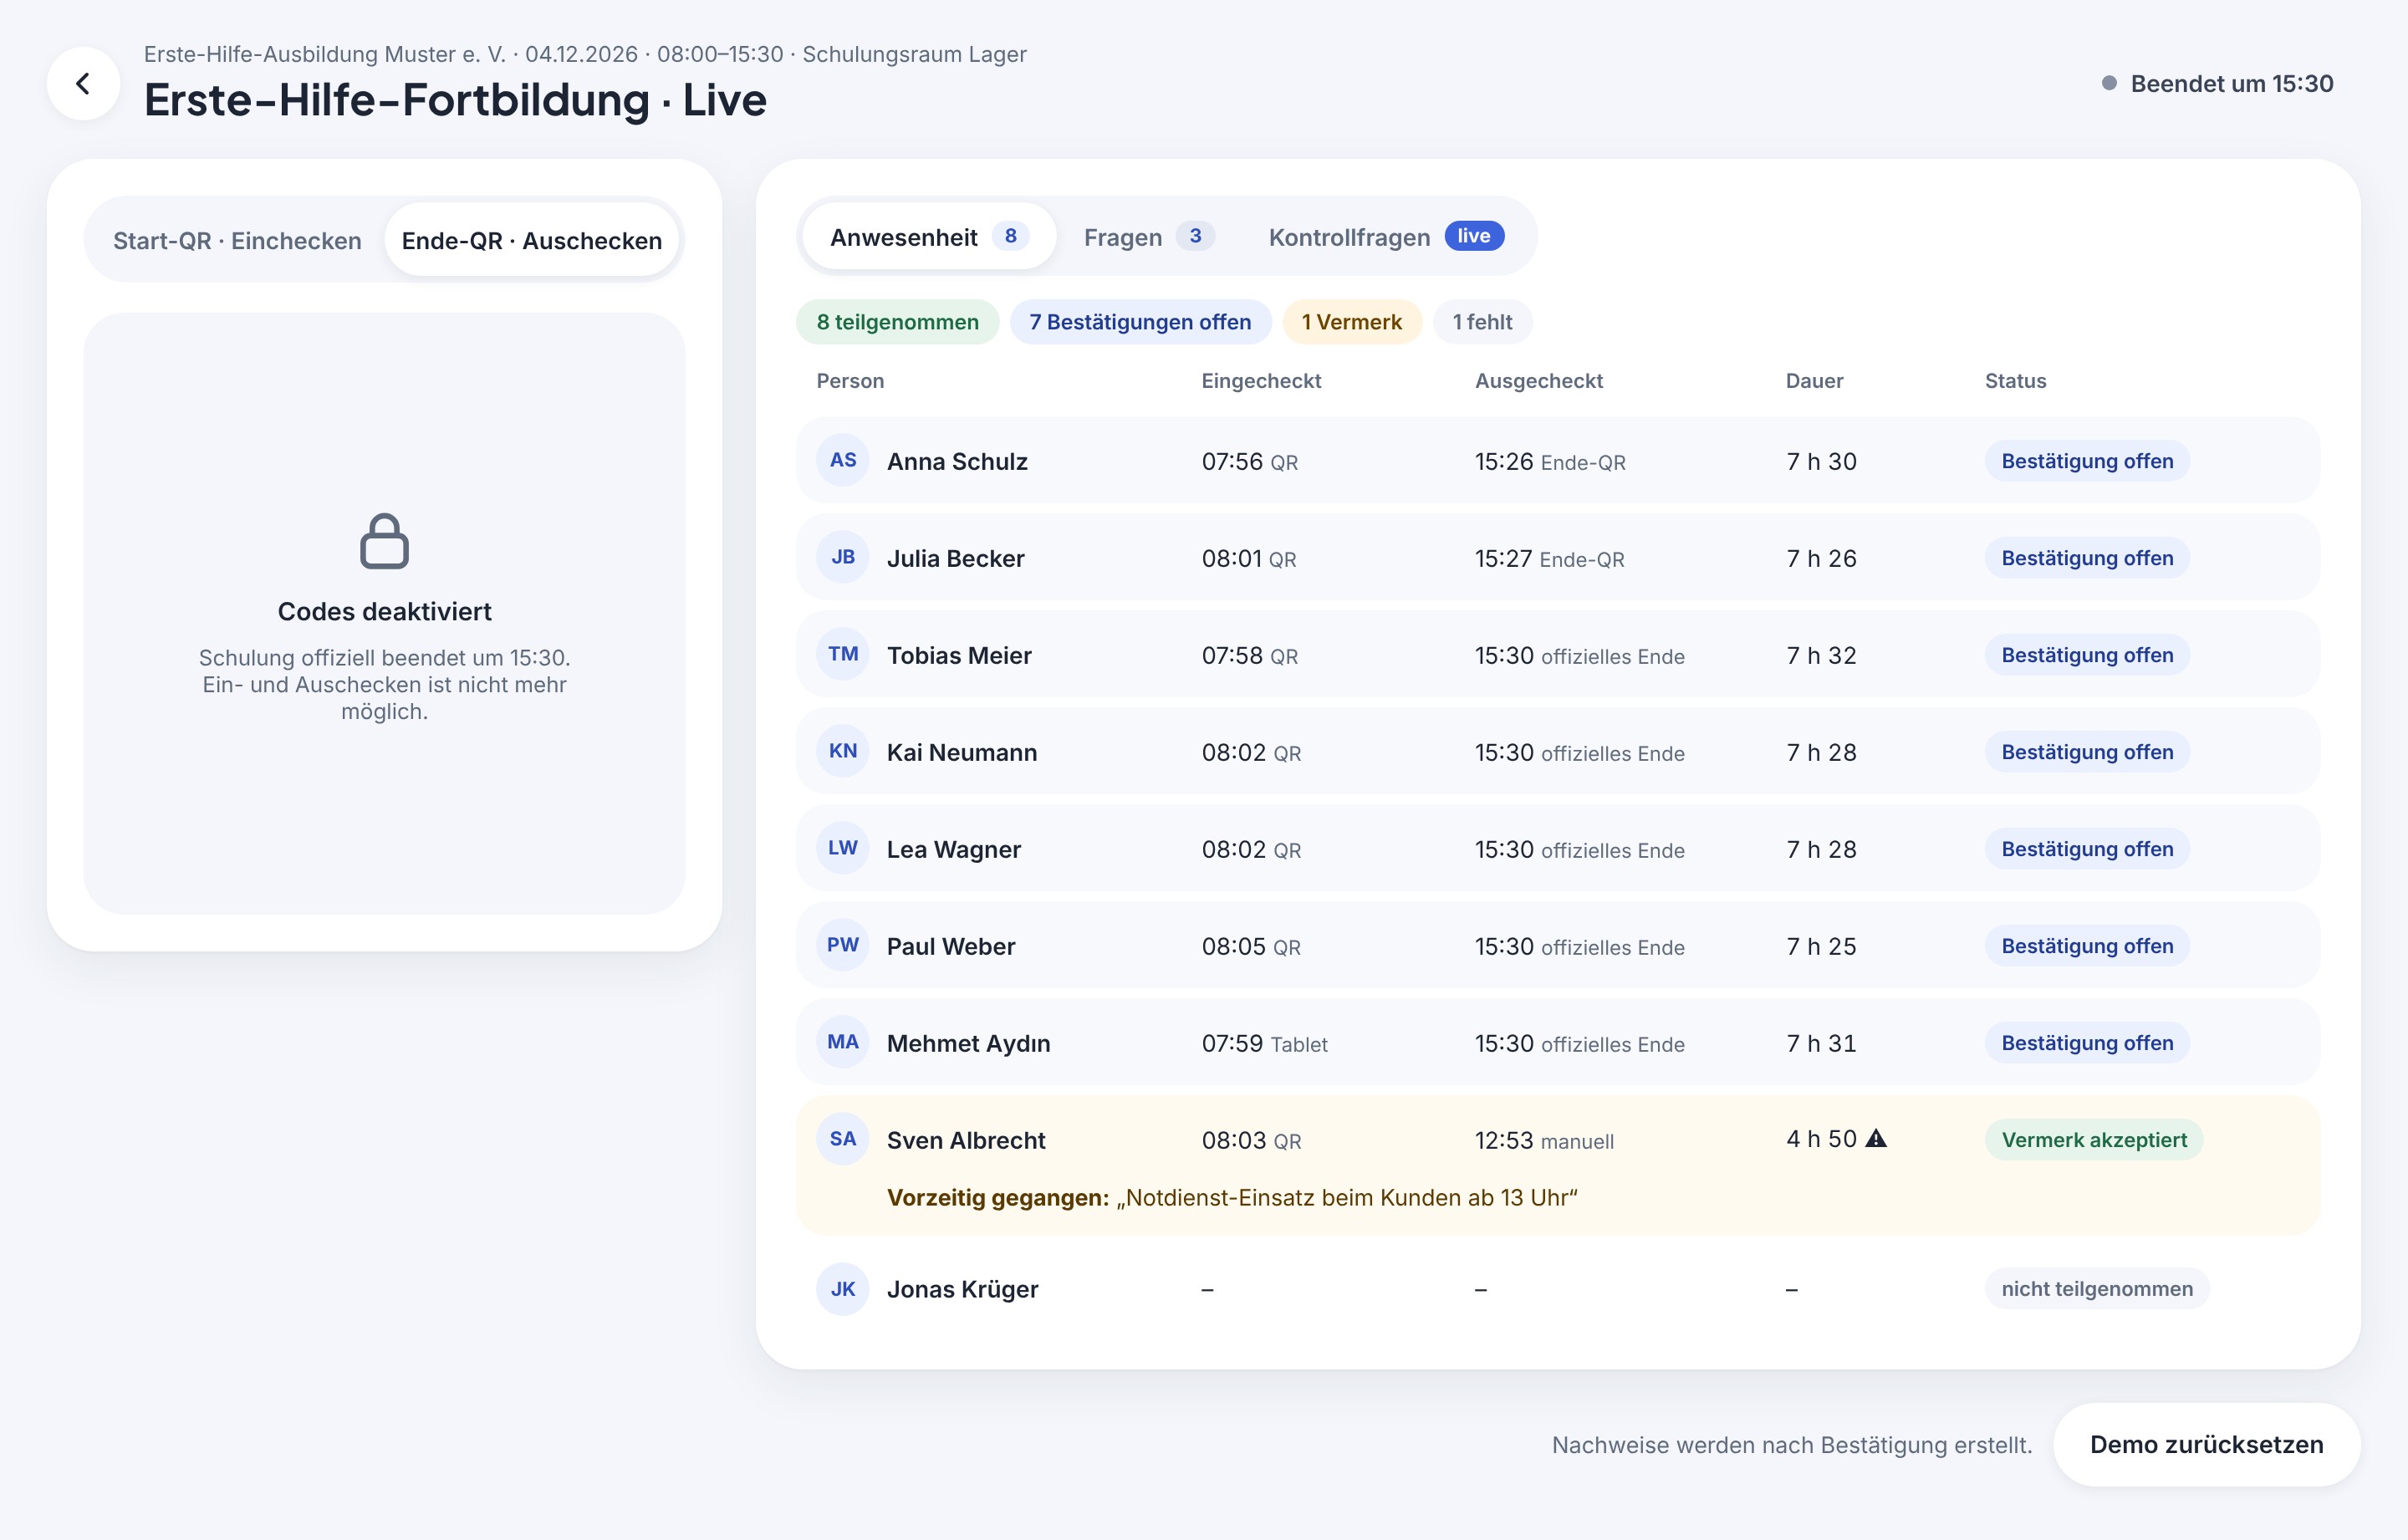 Erste-Hilfe-Ausbildung Muster e. V. · 04.12.2026 · 08:00–15:30 · Schulungsraum Lager
Erste-Hilfe-Fortbildung · Live
Beendet um 15:30
Start-QR · Einchecken
Ende-QR · Auschecken
Codes deaktiviert
Schulung offiziell beendet um 15:30.
Ein- und Auschecken ist nicht mehr
möglich.
Anwesenheit 8 Fragen 3 Kontrollfragen live
8 teilgenommen 7 Bestätigungen offen 1 Vermerk 1 fehlt
Person Eingecheckt Ausgecheckt Dauer Status
AS Anna Schulz 07:56 QR 15:26 Ende-QR 7 h 30 Bestätigung offen
JB Julia Becker 08:01 QR 15:27 Ende-QR 7 h 26 Bestätigung offen
TM Tobias Meier 07:58 QR 15:30 offizielles Ende 7 h 32 Bestätigung offen
KN Kai Neumann 08:02 QR 15:30 offizielles Ende 7 h 28 Bestätigung offen
LW Lea Wagner 08:02 QR 15:30 offizielles Ende 7 h 28 Bestätigung offen
PW Paul Weber 08:05 QR 15:30 offizielles Ende 7 h 25 Bestätigung offen
MA Mehmet Aydın 07:59 Tablet 15:30 offizielles Ende 7 h 31 Bestätigung offen
SA Sven Albrecht 08:03 QR 12:53 manuell 4 h 50 Vermerk akzeptiert
Vorzeitig gegangen: „Notdienst-Einsatz beim Kunden ab 13 Uhr“
JK Jonas Krüger – – – nicht teilgenommen
Nachweise werden nach Bestätigung erstellt. Demo zurücksetzen